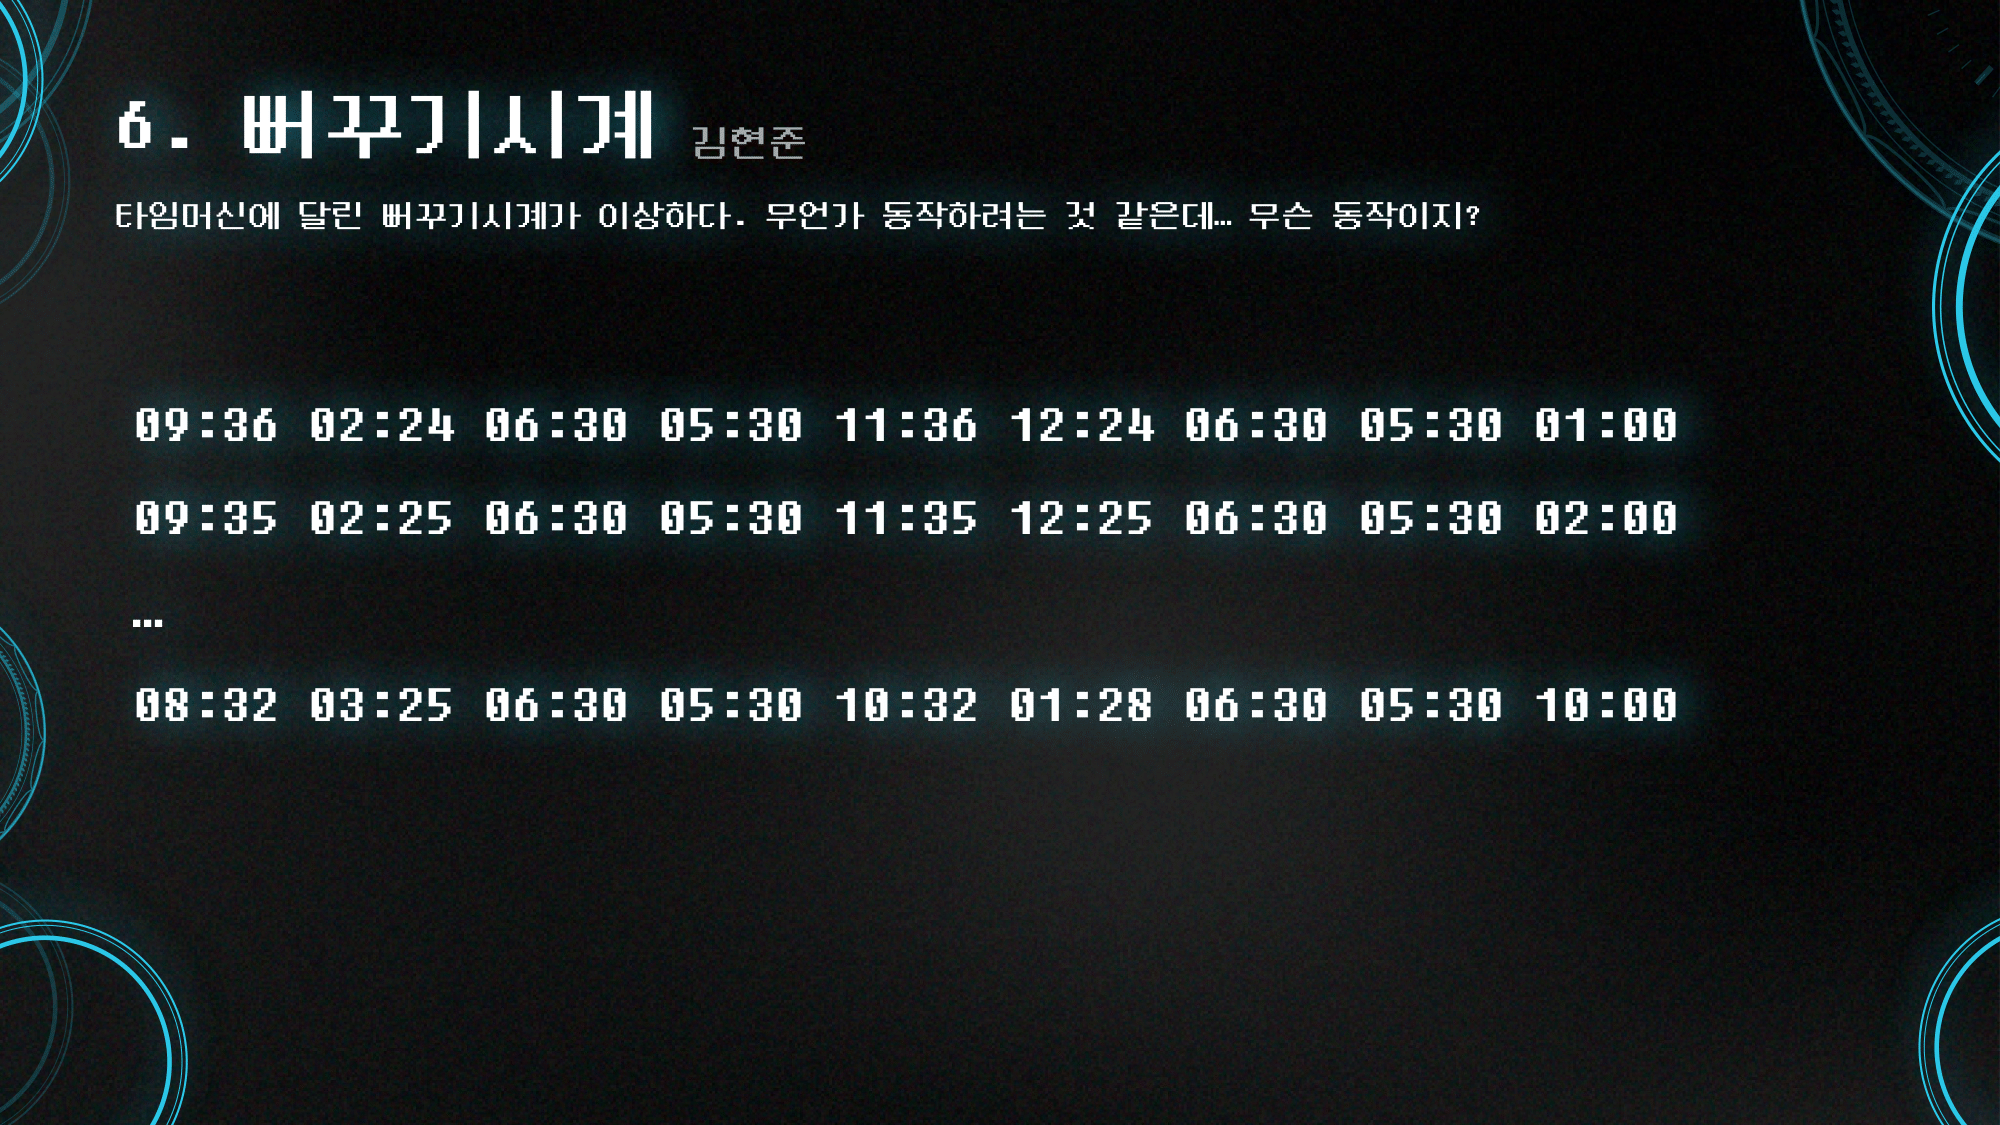 6. 뻐꾸기시계 김현준
타임머신에 달린 뻐꾸기시계가 이상하다. 무언가 동작하려는 것 같은데… 무슨 동작이지?
09:36 02:24 06:30 05:30 11:36 12:24 06:30 05:30 01:00
09:35 02:25 06:30 05:30 11:35 12:25 06:30 05:30 02:00
…
08:32 03:25 06:30 05:30 10:32 01:28 06:30 05:30 10:00